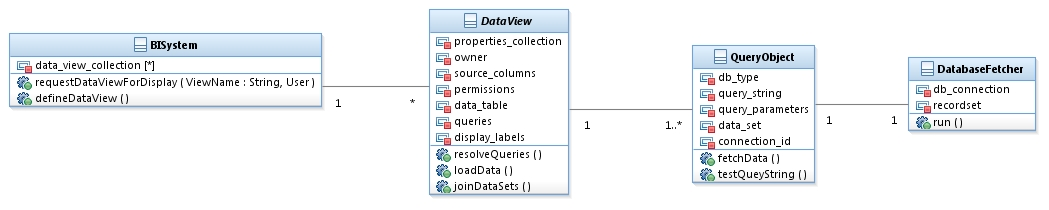 BISystem
data_view_collection [*]
requestDataViewForDisplay ( ViewName : String, User )
defineDataView ( )
1
*
DataView
properties_collection
owner
source_columns
permissions
data_table
queries
display_labels
resolveQueries ( )
loadData ( )
joinDataSets ( )
1
1..*
QueryObject
db_type
query_string
query_parameters
data_set
connection_id
fetchData ( )
testQueyString ( )
1
1
DatabaseFetcher
db_connection
recordset
run ( )